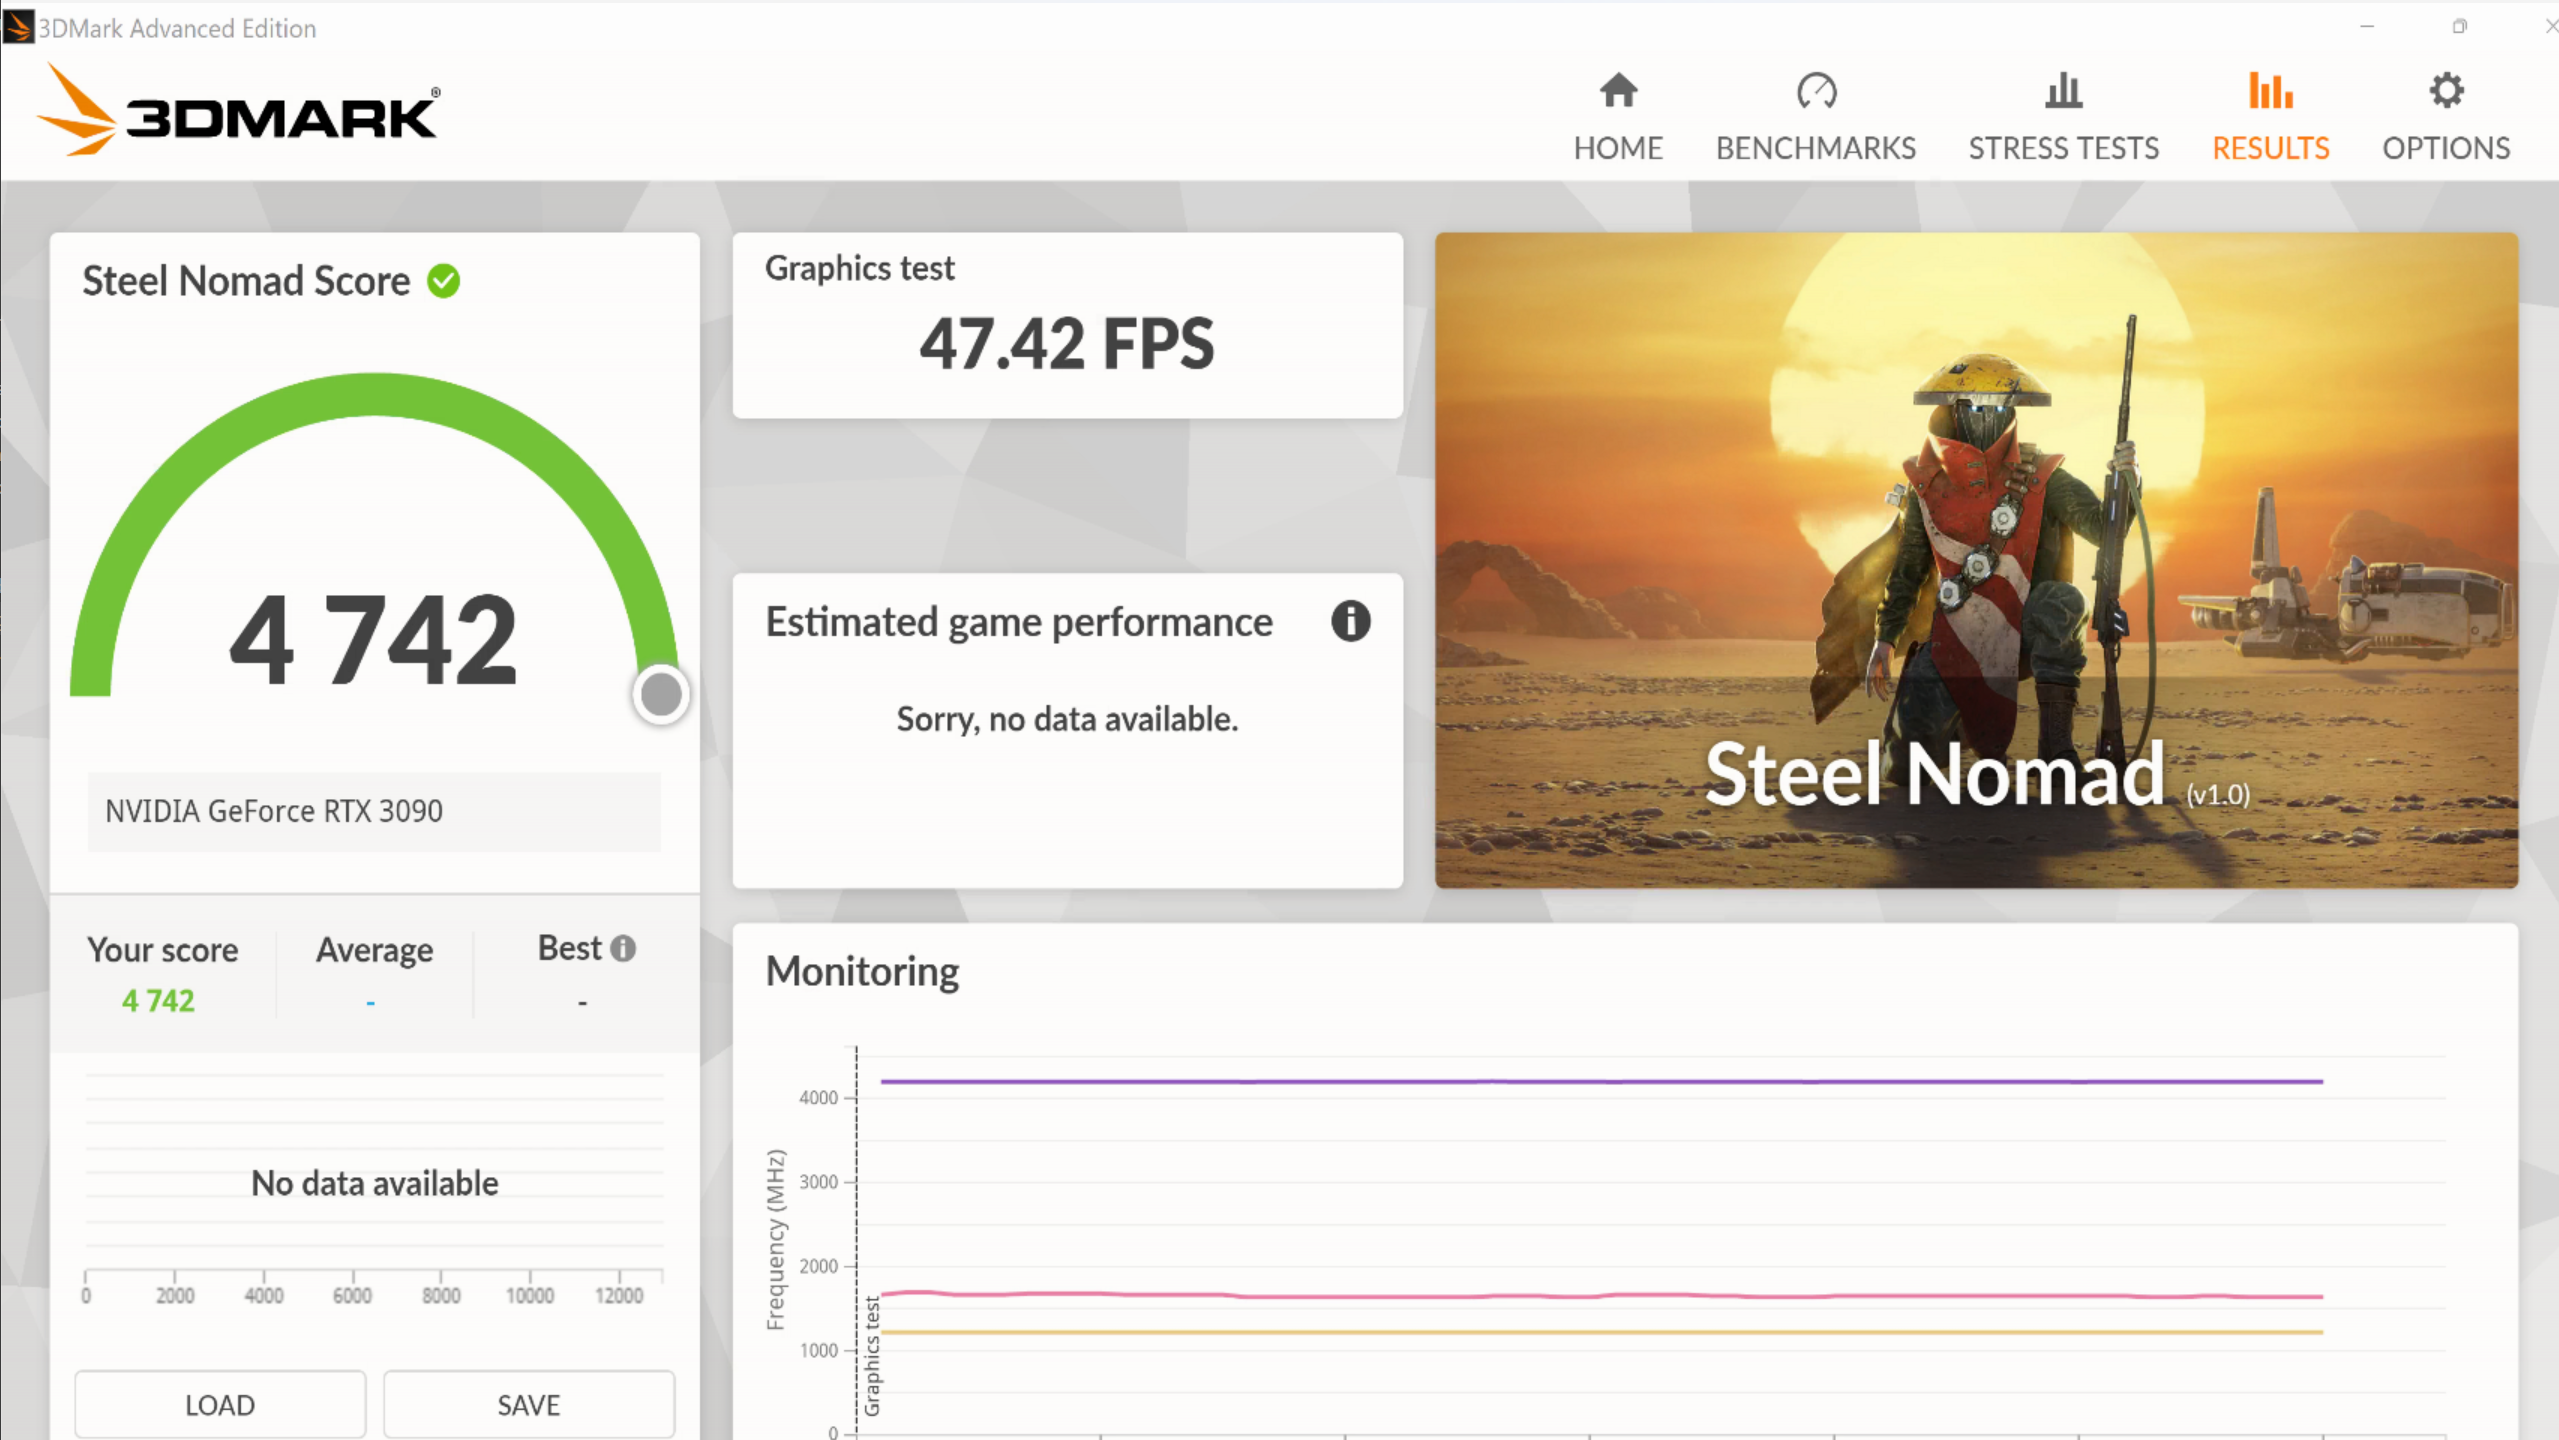 3DMark Advanced Edition
3DMARK®
HOME
BENCHMARKS
STRESS TESTS
RESULTS
OPTIONS
Steel Nomad Score
4 742
NVIDIA GeForce RTX 3090
Your score
4 742
Average
-
Best
-
No data available
0 2000 4000 6000 8000 10000 12000
LOAD
SAVE
Graphics test
47.42 FPS
Estimated game performance
Sorry, no data available.
Steel Nomad (v1.0)
Monitoring
Frequency (MHz)
4000
3000
2000
1000
0
Graphics test